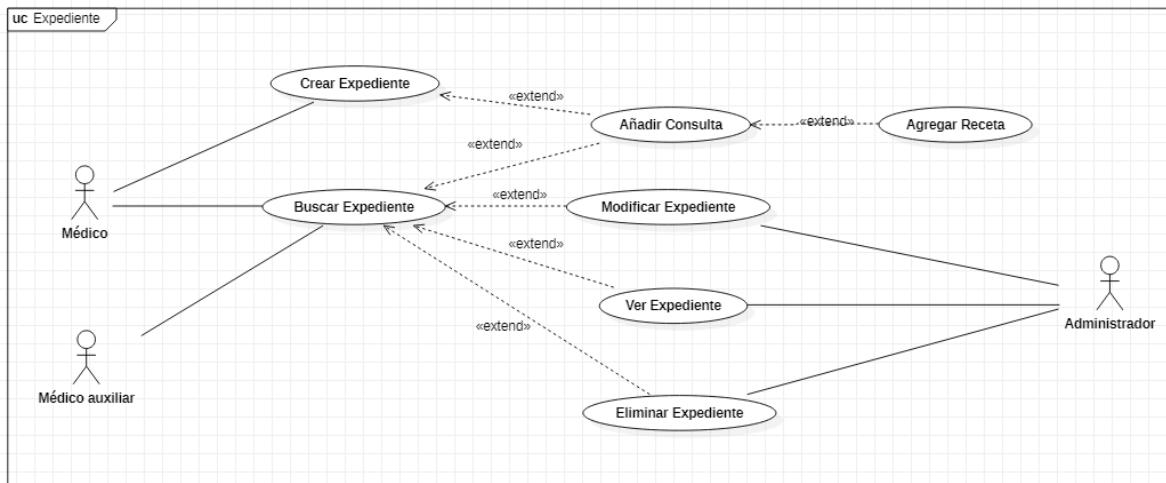 uc Expediente
Crear Expediente
«extend»
Añadir Consulta
«extend»
Agregar Receta
«extend»
Médico
Buscar Expediente
«extend»
Modificar Expediente
«extend»
Ver Expediente
Administrador
«extend»
Médico auxiliar
Eliminar Expediente